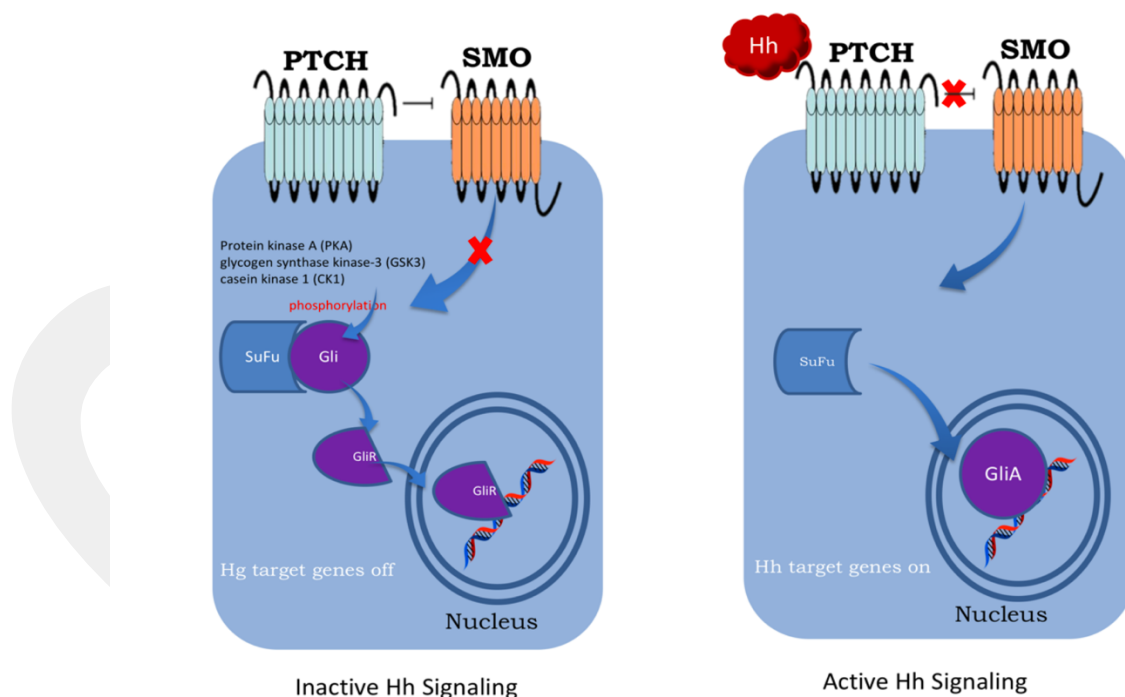 PTCH
SMO
Protein kinase A (PKA)
glycogen synthase kinase-3 (GSK3)
casein kinase 1 (CK1)
phosphorylation
SuFu
Gli
GliR
GliR
Hg target genes off
Nucleus
Inactive Hh Signaling
Hh
PTCH
SMO
SuFu
GliA
Hh target genes on
Nucleus
Active Hh Signaling